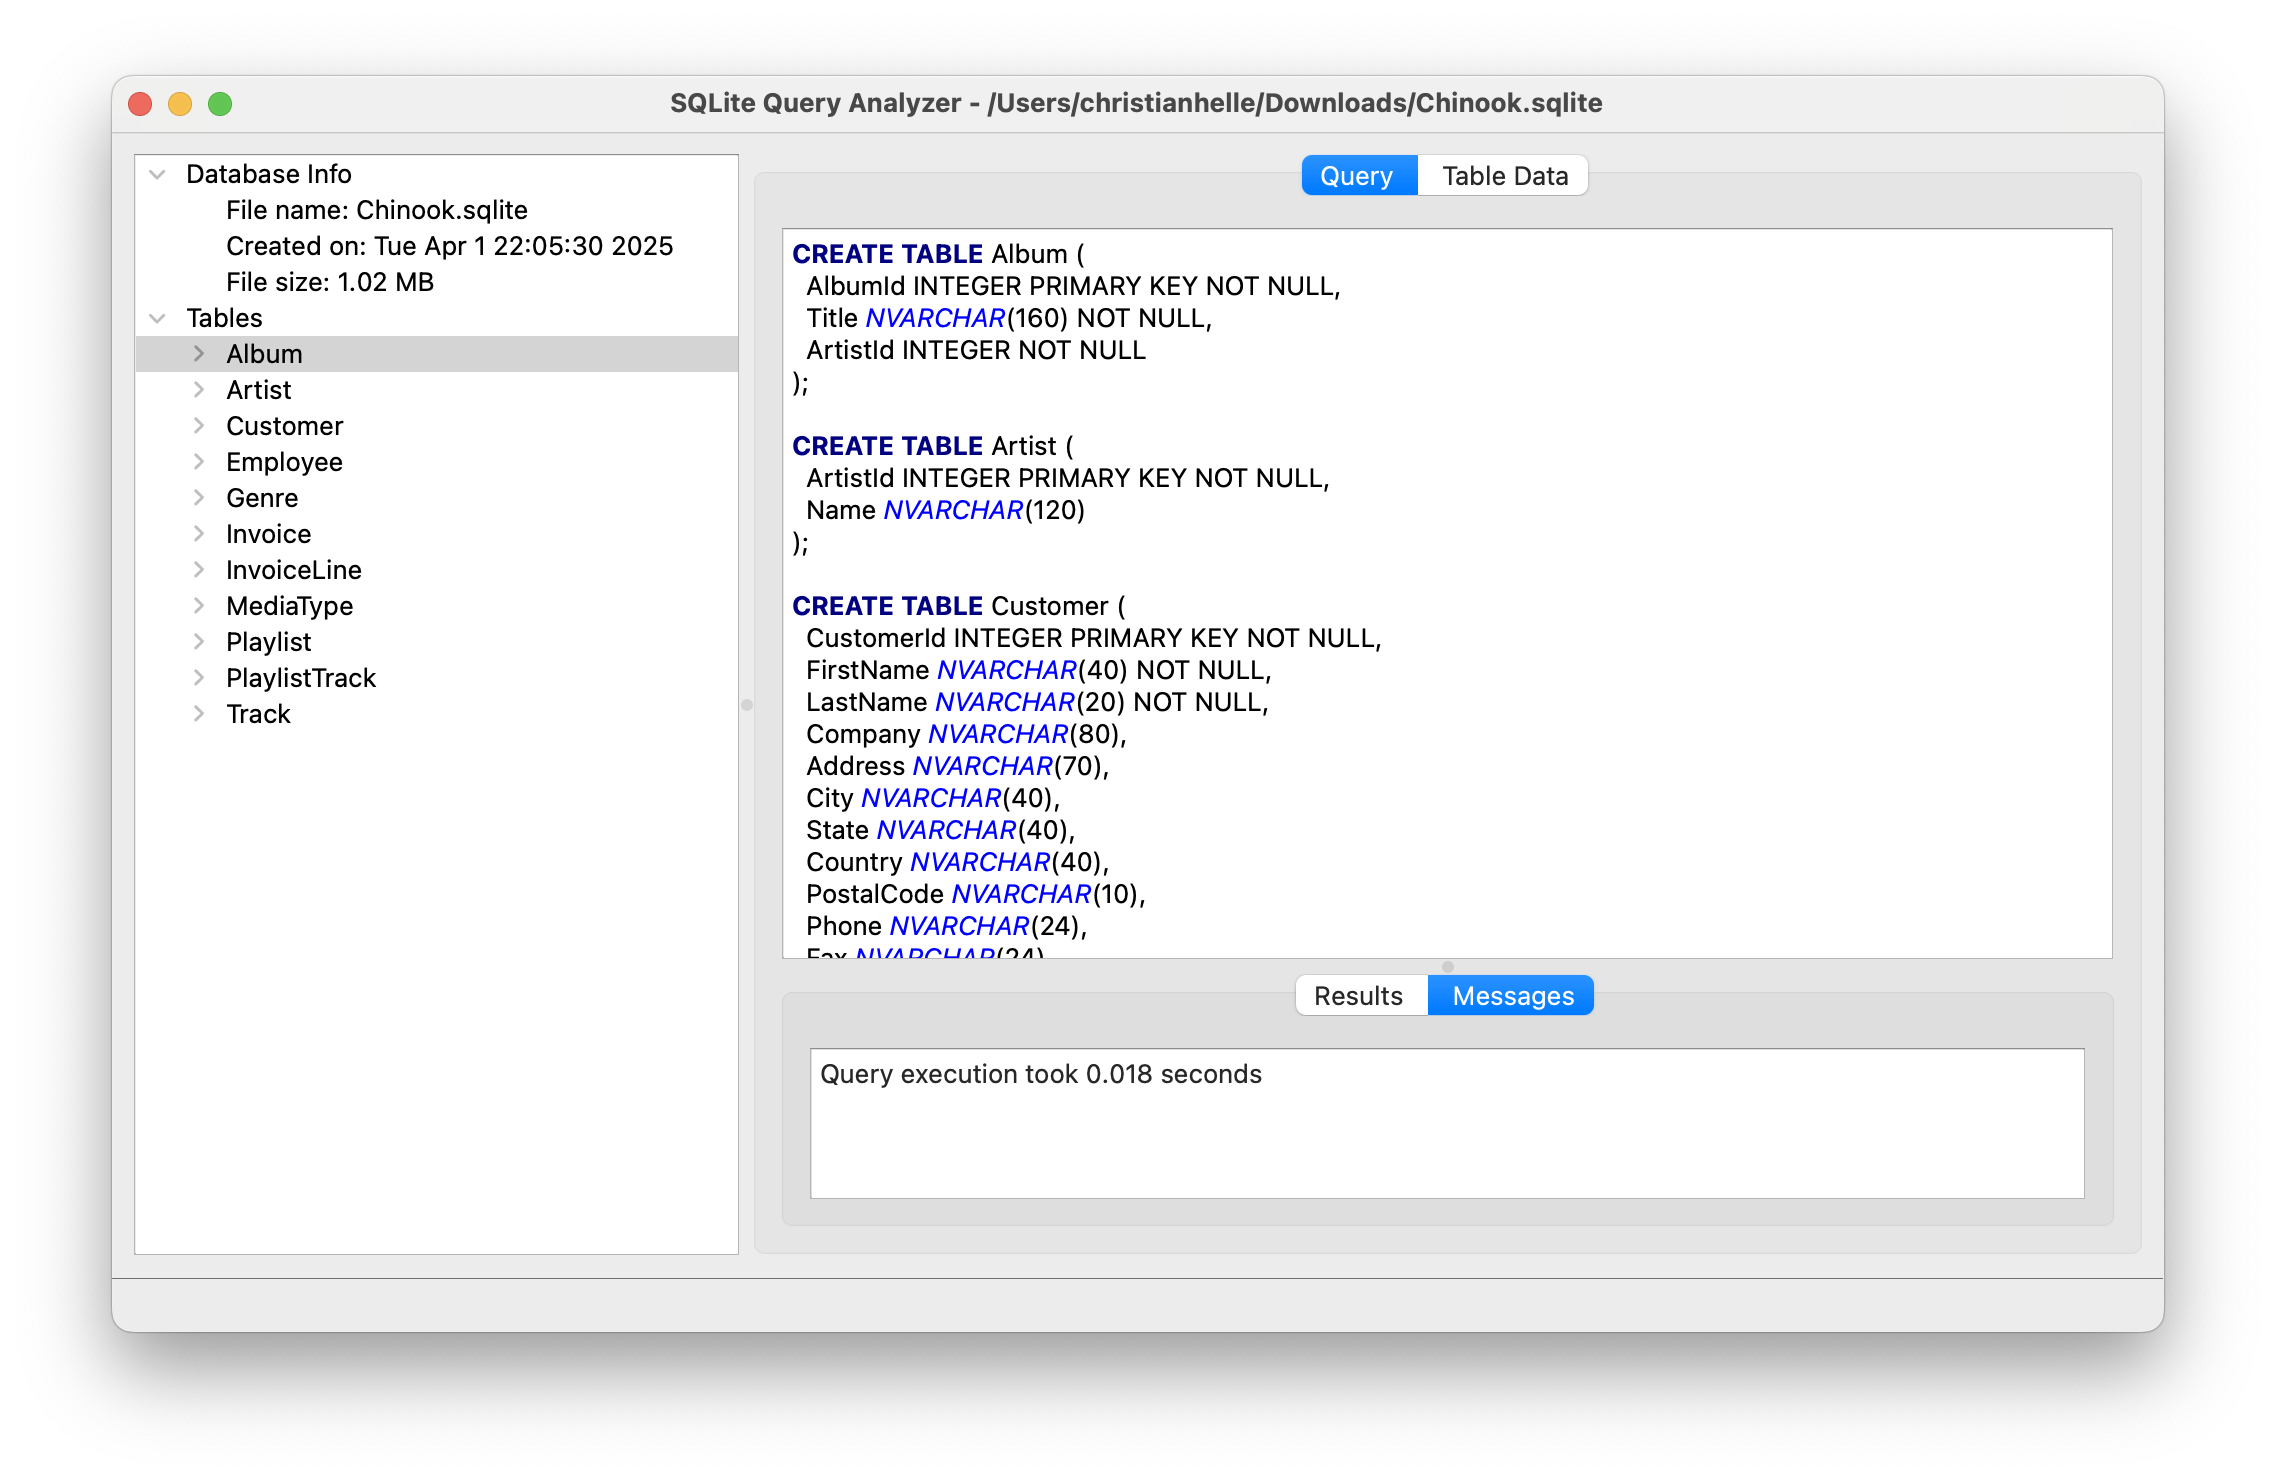 SQLite Query Analyzer - /Users/christianhelle/Downloads/Chinook.sqlite
Database Info
File name: Chinook.sqlite
Created on: Tue Apr 1 22:05:30 2025
File size: 1.02 MB
Tables
Album
Artist
Customer
Employee
Genre
Invoice
InvoiceLine
MediaType
Playlist
PlaylistTrack
Track
Query Table Data
CREATE TABLE Album (
AlbumId INTEGER PRIMARY KEY NOT NULL,
Title NVARCHAR(160) NOT NULL,
ArtistId INTEGER NOT NULL
);
CREATE TABLE Artist (
ArtistId INTEGER PRIMARY KEY NOT NULL,
Name NVARCHAR(120)
);
CREATE TABLE Customer (
CustomerId INTEGER PRIMARY KEY NOT NULL,
FirstName NVARCHAR(40) NOT NULL,
LastName NVARCHAR(20) NOT NULL,
Company NVARCHAR(80),
Address NVARCHAR(70),
City NVARCHAR(40),
State NVARCHAR(40),
Country NVARCHAR(40),
PostalCode NVARCHAR(10),
Phone NVARCHAR(24),
Fax NVARCHAR(24)
Results Messages
Query execution took 0.018 seconds